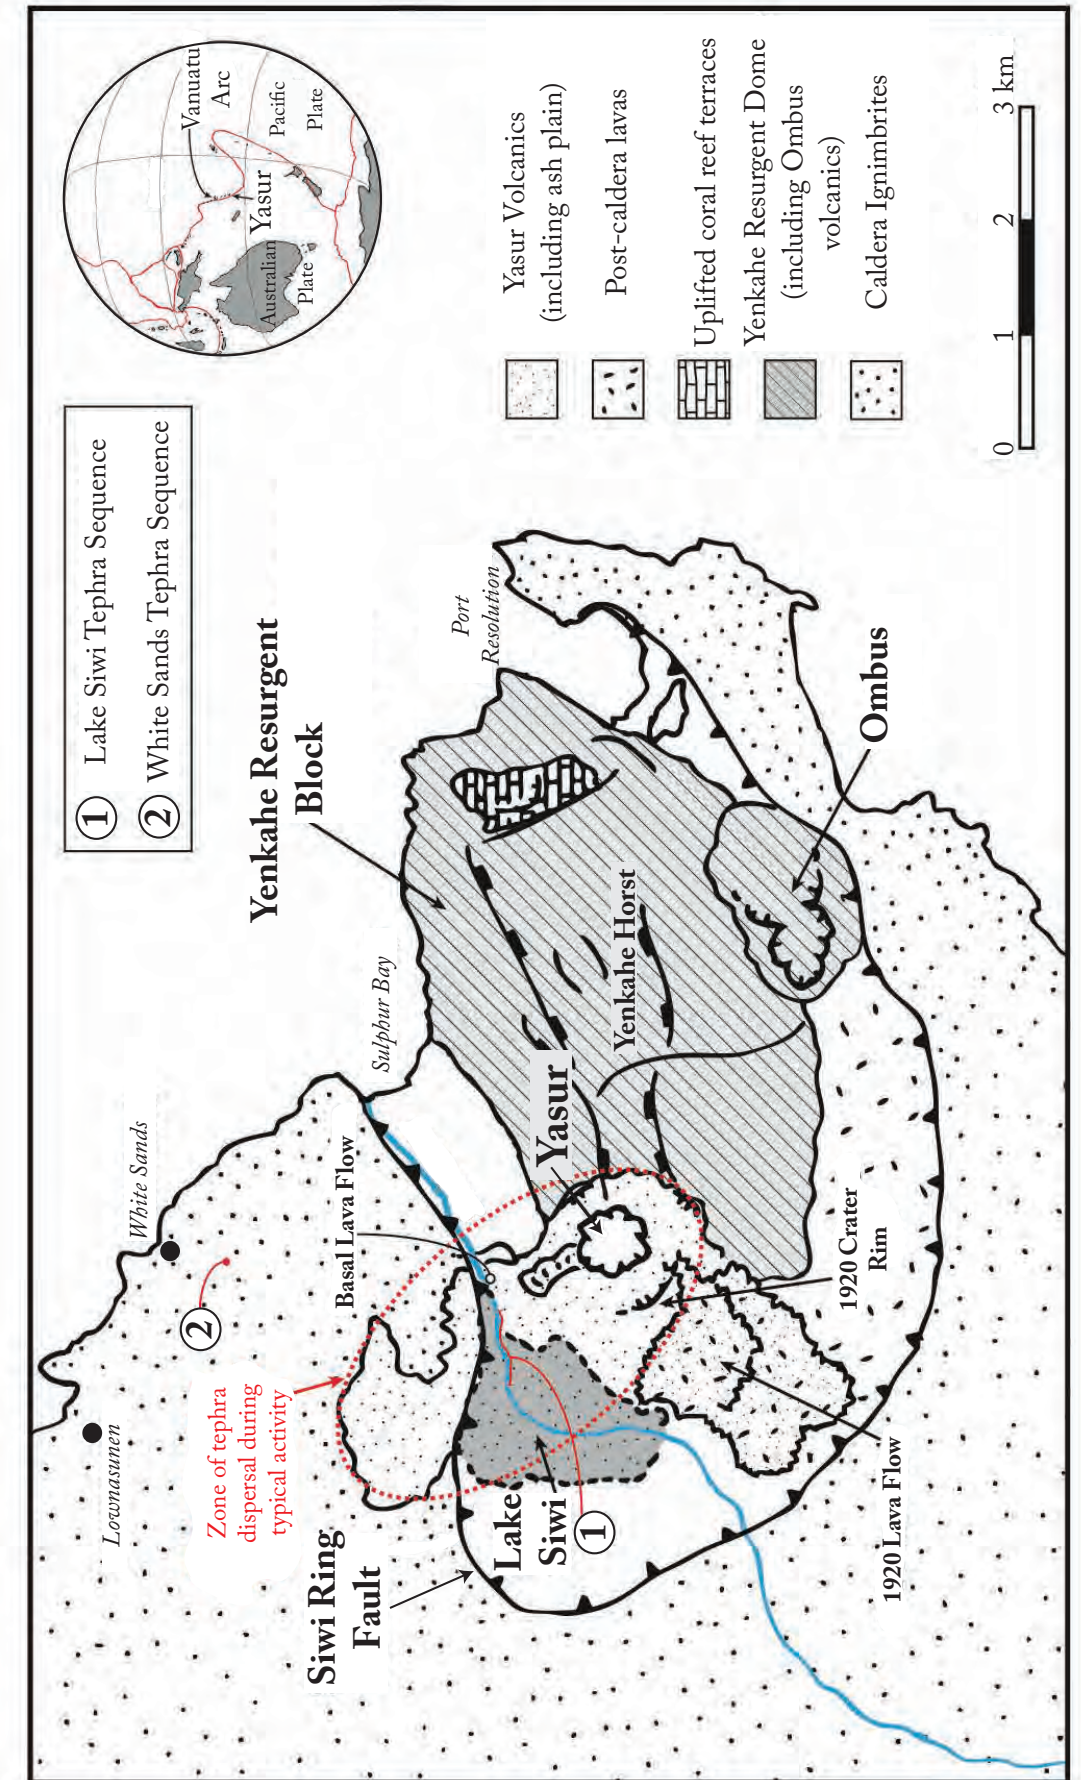 ① Lake Siwi Tephra Sequence
② White Sands Tephra Sequence
Vanuatu
Arc
Pacific
Plate
Yasur
Australian
Plate
Yasur Volcanics
(including ash plain)
Post-caldera lavas
Uplifted coral reef terraces
Yenkahe Resurgent Dome
(including Ombus
volcanics)
Caldera Ignimbrites
0 1 2 3 km
Lownasunen
White Sands
②
Zone of tephra
dispersal during
typical activity
Basal Lava Flow
Sulphur Bay
Yenkahe Resurgent
Block
Port
Resolution
Siwi Ring
Fault
Lake
Siwi
①
Yasur
Yenkahe Horst
Ombus
1920 Crater
Rim
1920 Lava Flow